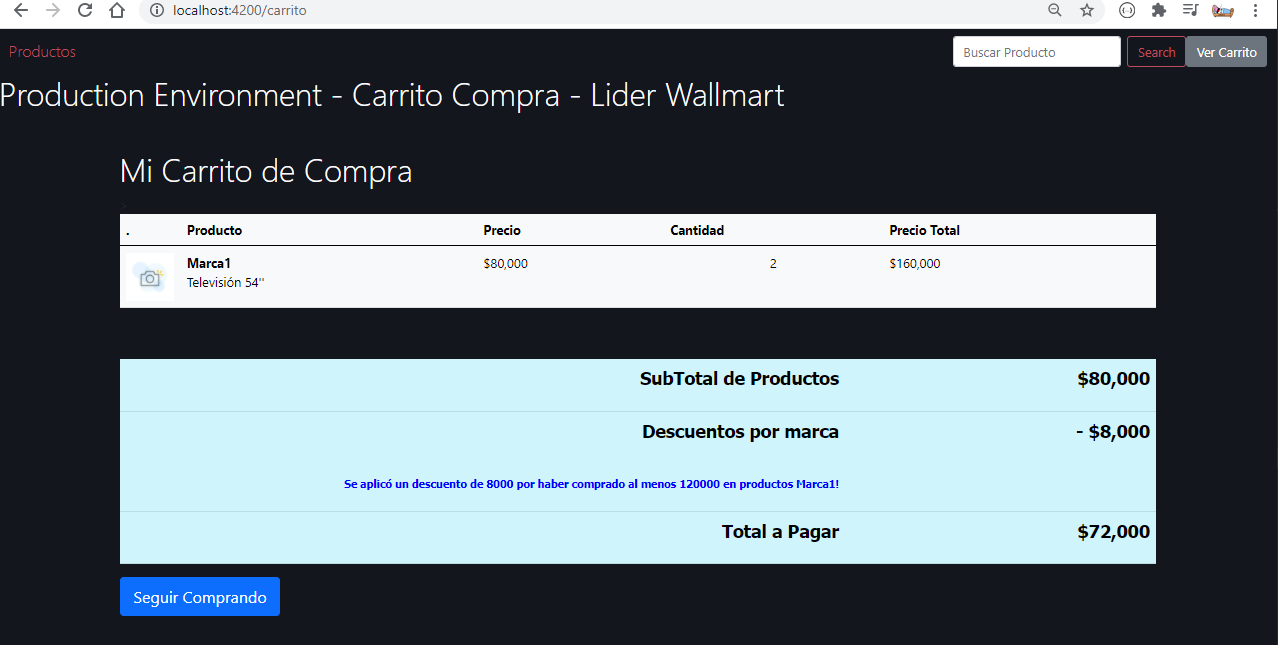 localhost:4200/carrito
Productos
Buscar Producto
Search
Ver Carrito
Production Environment - Carrito Compra - Lider Wallmart
Mi Carrito de Compra
. Producto Precio Cantidad Precio Total
Marca1 $80,000 2 $160,000
Televisión 54''
SubTotal de Productos $80,000
Descuentos por marca - $8,000
Se aplicó un descuento de 8000 por haber comprado al menos 120000 en productos Marca1!
Total a Pagar $72,000
Seguir Comprando